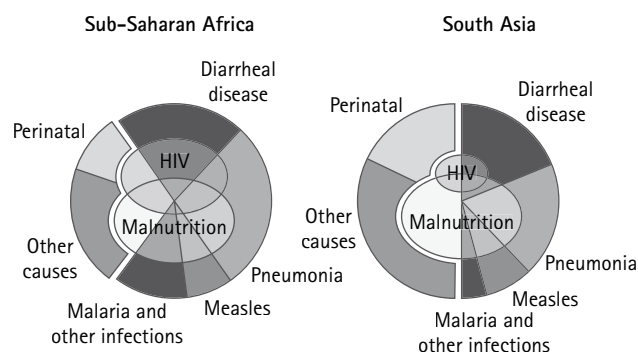 Sub-Saharan Africa
Diarrheal
disease
Perinatal
HIV
Malnutrition
Other
causes
Pneumonia
Measles
Malaria and
other infections
South Asia
Diarrheal
disease
Perinatal
HIV
Malnutrition
Other
causes
Pneumonia
Measles
Malaria and
other infections